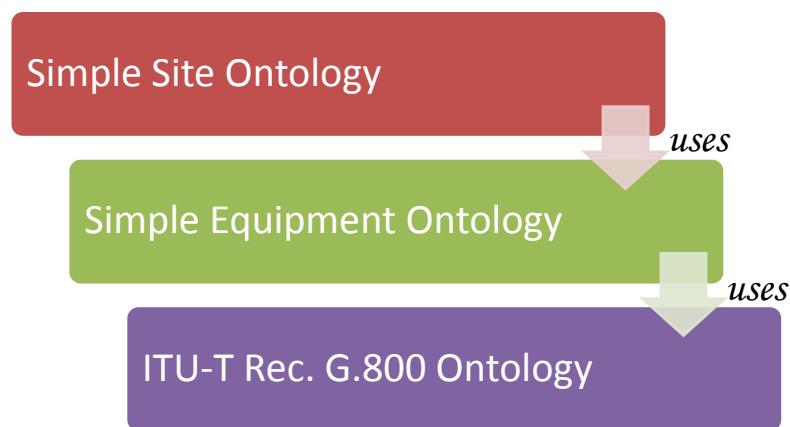 Simple Site Ontology
uses
Simple Equipment Ontology
uses
ITU-T Rec. G.800 Ontology